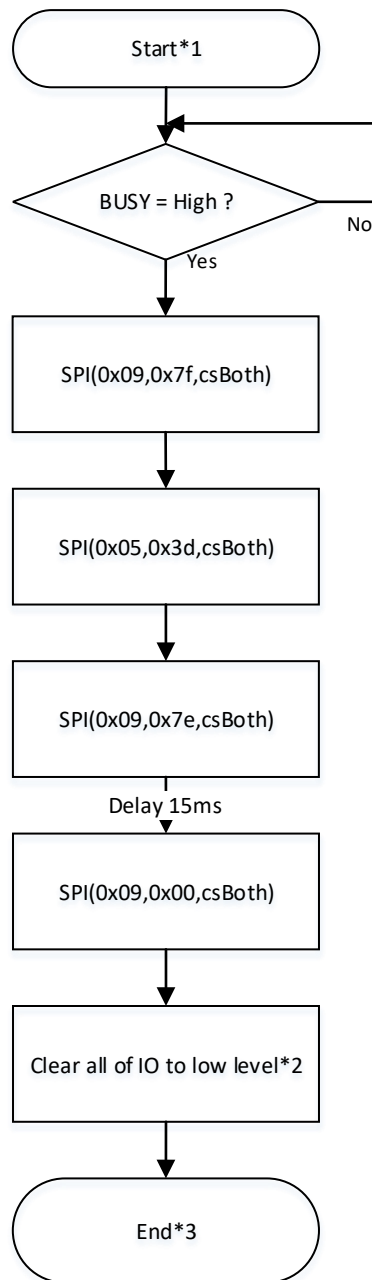 Start*1
BUSY = High ?
No
Yes
SPI(0x09,0x7f,csBoth)
SPI(0x05,0x3d,csBoth)
SPI(0x09,0x7e,csBoth)
Delay 15ms
SPI(0x09,0x00,csBoth)
Clear all of IO to low level*2
End*3